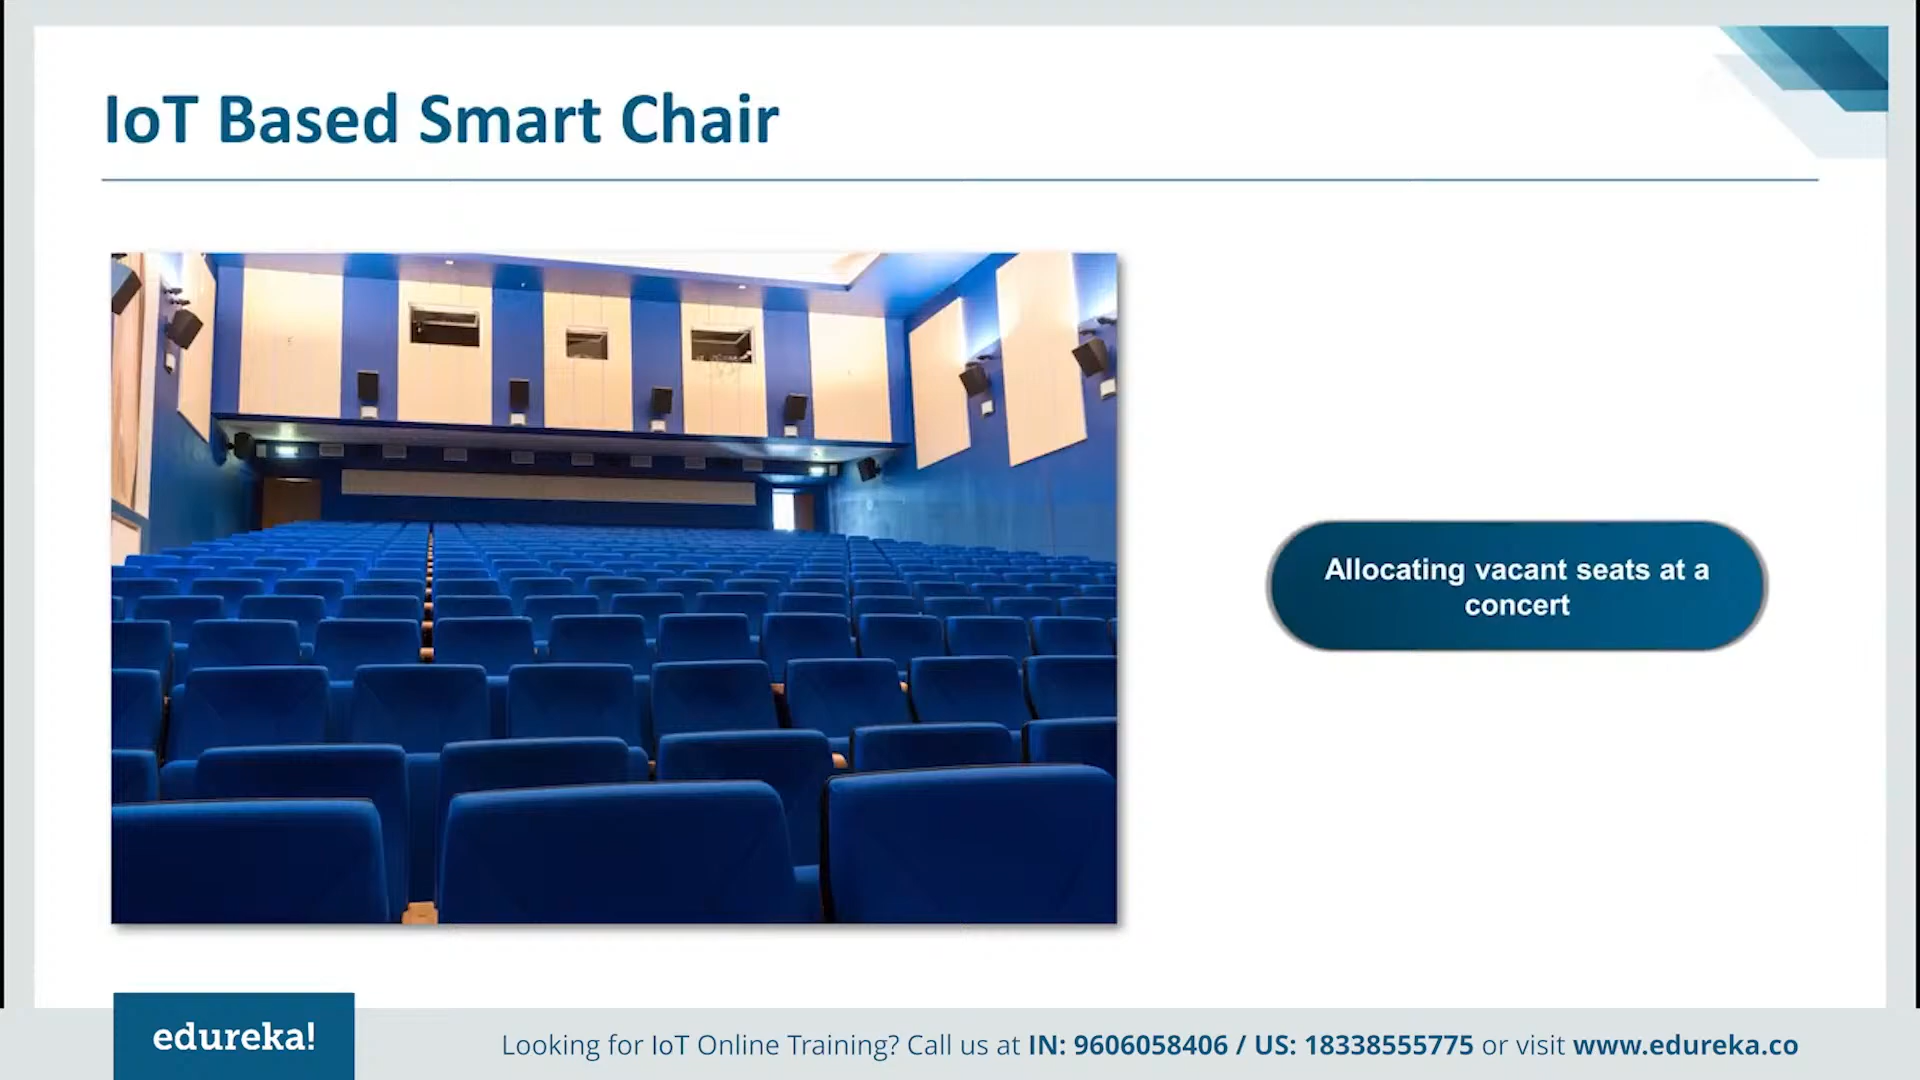 IoT Based Smart Chair
Allocating vacant seats at a
concert
edureka!
Looking for IoT Online Training? Call us at IN: 9606058406 / US: 18338555775 or visit www.edureka.co